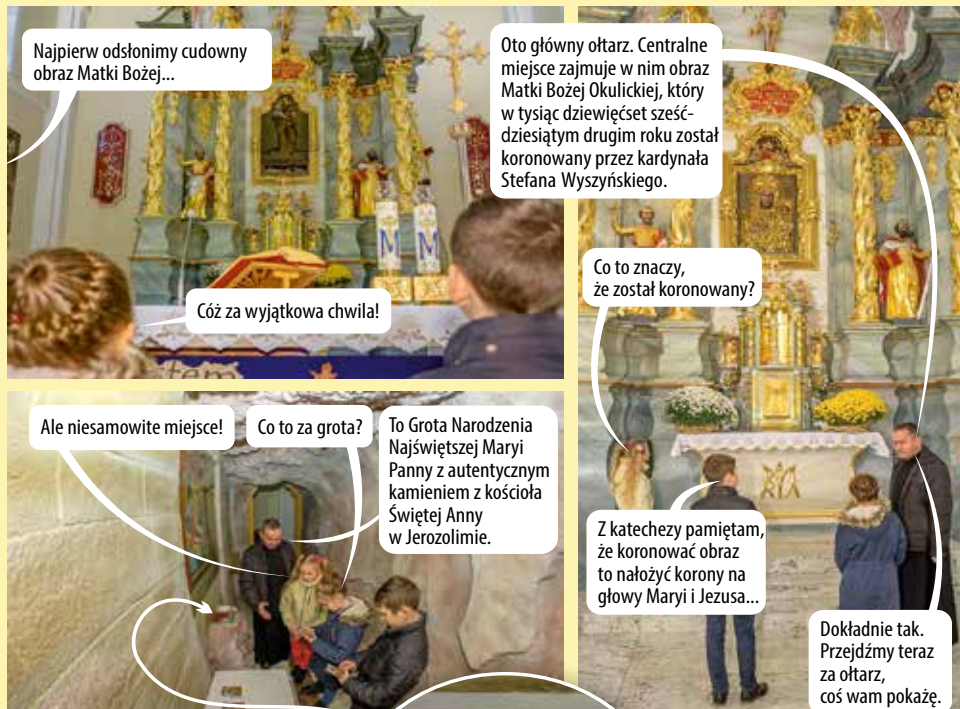 Najpierw odsłonimy cudowny
obraz Matki Bożej...
Cóż za wyjątkowa chwila!
Oto główny ołtarz. Centralne
miejsce zajmuje w nim obraz
Matki Bożej Okulickiej, który
w tysiąc dziewięćset sześć-
dziesiątym drugim roku został
koronowany przez kardynała
Stefana Wyszyńskiego.
Co to znaczy,
że został koronowany?
Z katechezy pamiętam,
że koronować obraz
to nałożyć korony na
głowy Maryi i Jezusa...
Dokładnie tak.
Przejdźmy teraz
za ołtarz,
coś wam pokażę.
Ale niesamowite miejsce!
Co to za grota?
To Grota Narodzenia
Najświętszej Maryi
Panny z autentycznym
kamieniem z kościoła
Świętej Anny
w Jerozolimie.